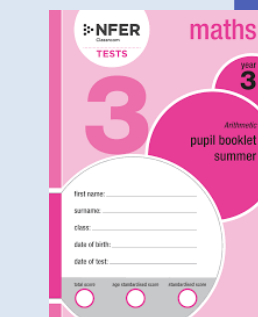 NFER
Classroom
TESTS
maths
year
3
3
Arithmetic
pupil booklet
summer
first name:
surname:
class:
date of birth:
date of test:
total score age standardised score standardised score